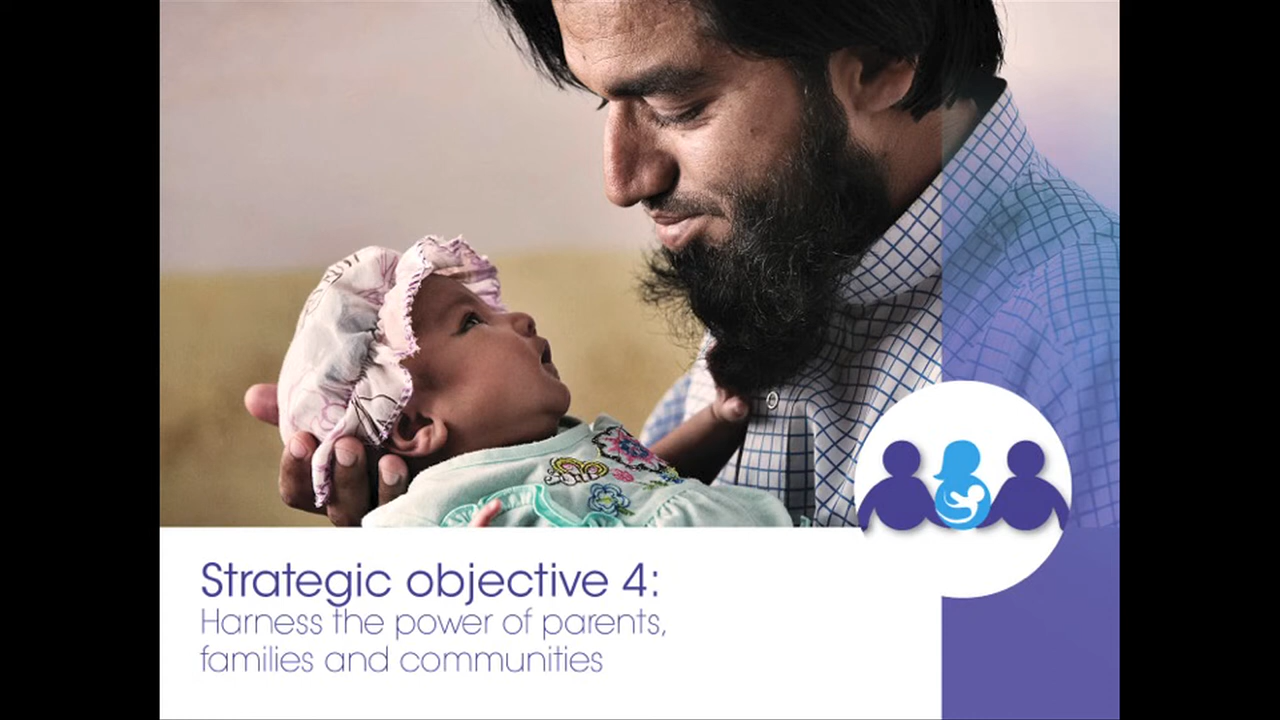 Strategic objective 4:
Harness the power of parents,
families and communities